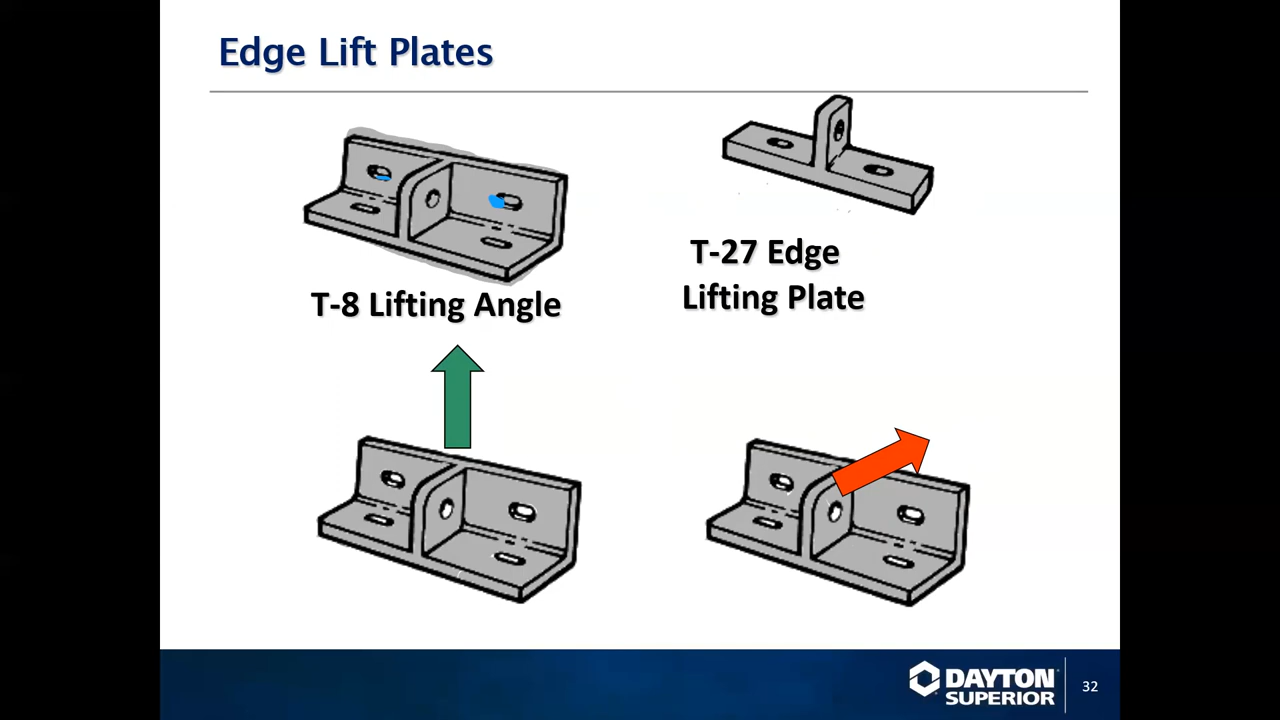 Edge Lift Plates
T-8 Lifting Angle
T-27 Edge
Lifting Plate
DAYTON
SUPERIOR
32